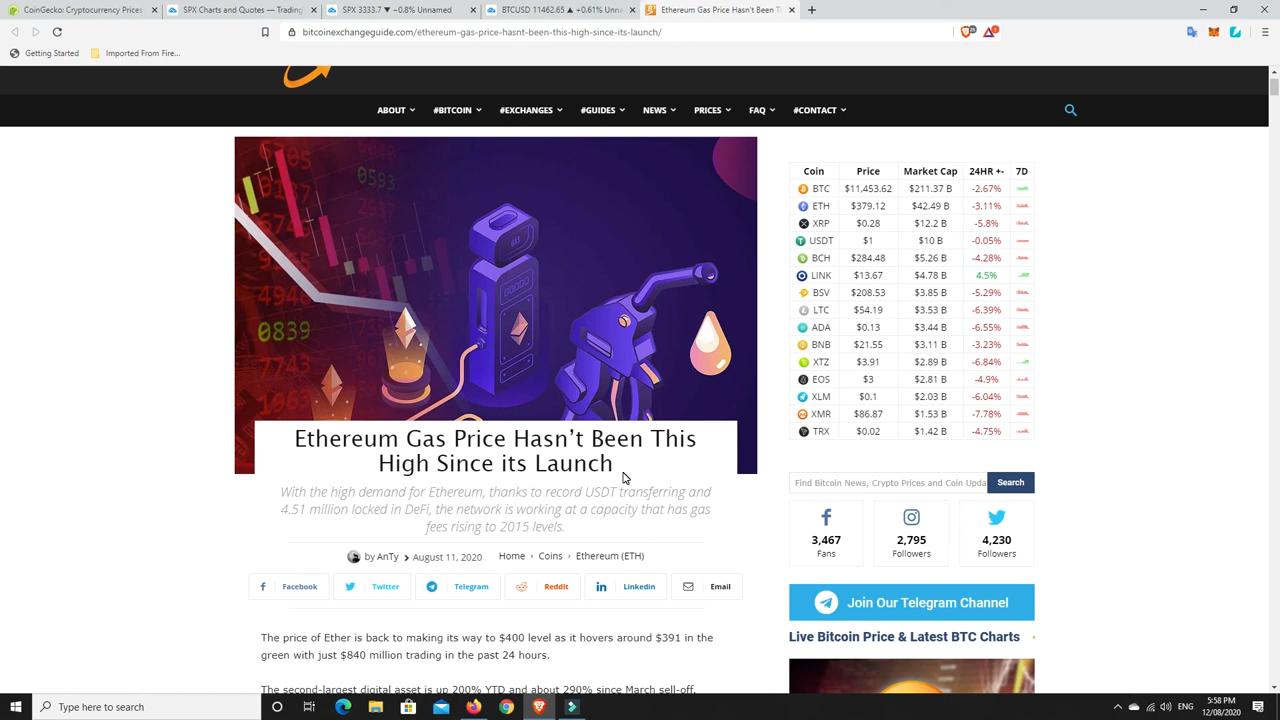 CoinGecko: Cryptocurrency Prices
SPX Charts and Quotes — Trading
SPX 3333.7 ▼ −0.8% Unnamed
BTCUSD 11462.65 ▲ +0.61% Unna
Ethereum Gas Price Hasn't Been T
bitcoinexchangeguide.com/ethereum-gas-price-hasnt-been-this-high-since-its-launch/
Getting Started
Imported From Fire...
ABOUT
#BITCOIN
#EXCHANGES
#GUIDES
NEWS
PRICES
FAQ
#CONTACT
0593
0839
Ethereum Gas Price Hasn't Been This
High Since its Launch
high demand for Ethereum, thanks to record USDT transferring and
4.51 million locked in DeFi, the network is working at a capacity that has gas
fees rising to 2015 levels.
by AnTy
August 11, 2020
Home › Coins › Ethereum (ETH)
Facebook
Twitter
Telegram
ReddIt
Linkedin
Email
The price of Ether is back to making its way to $400 level as it hovers around $391 in the
green with just $840 million trading in the past 24 hours.
The second-largest digital asset is up 200% YTD and about 290% since March sell-off.
Coin Price Market Cap 24HR +- 7D
BTC $11,453.62 $211.37 B -2.67%
ETH $379.12 $42.49 B -3.11%
XRP $0.28 $12.2 B -5.8%
USDT $1 $10 B -0.05%
BCH $284.48 $5.26 B -4.28%
LINK $13.67 $4.78 B 4.5%
BSV $208.53 $3.85 B -5.29%
LTC $54.19 $3.53 B -6.39%
ADA $0.13 $3.44 B -6.55%
BNB $21.55 $3.11 B -3.23%
XTZ $3.91 $2.89 B -6.84%
EOS $3 $2.81 B -4.9%
XLM $0.1 $2.03 B -6.04%
XMR $86.87 $1.53 B -7.78%
TRX $0.02 $1.42 B -4.75%
Find Bitcoin News, Crypto Prices and Coin Upda
Search
3,467
Fans
2,795
Followers
4,230
Followers
Join Our Telegram Channel
Live Bitcoin Price & Latest BTC Charts
Type here to search
ENG
5:58 PM
12/08/2020